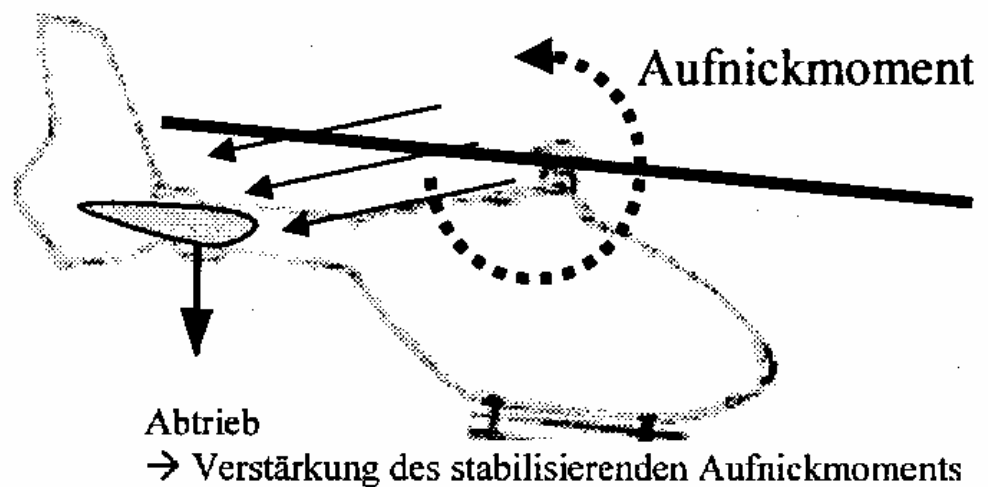 Aufnickmoment
Abtrieb
→ Verstärkung des stabilisierenden Aufnickmoments